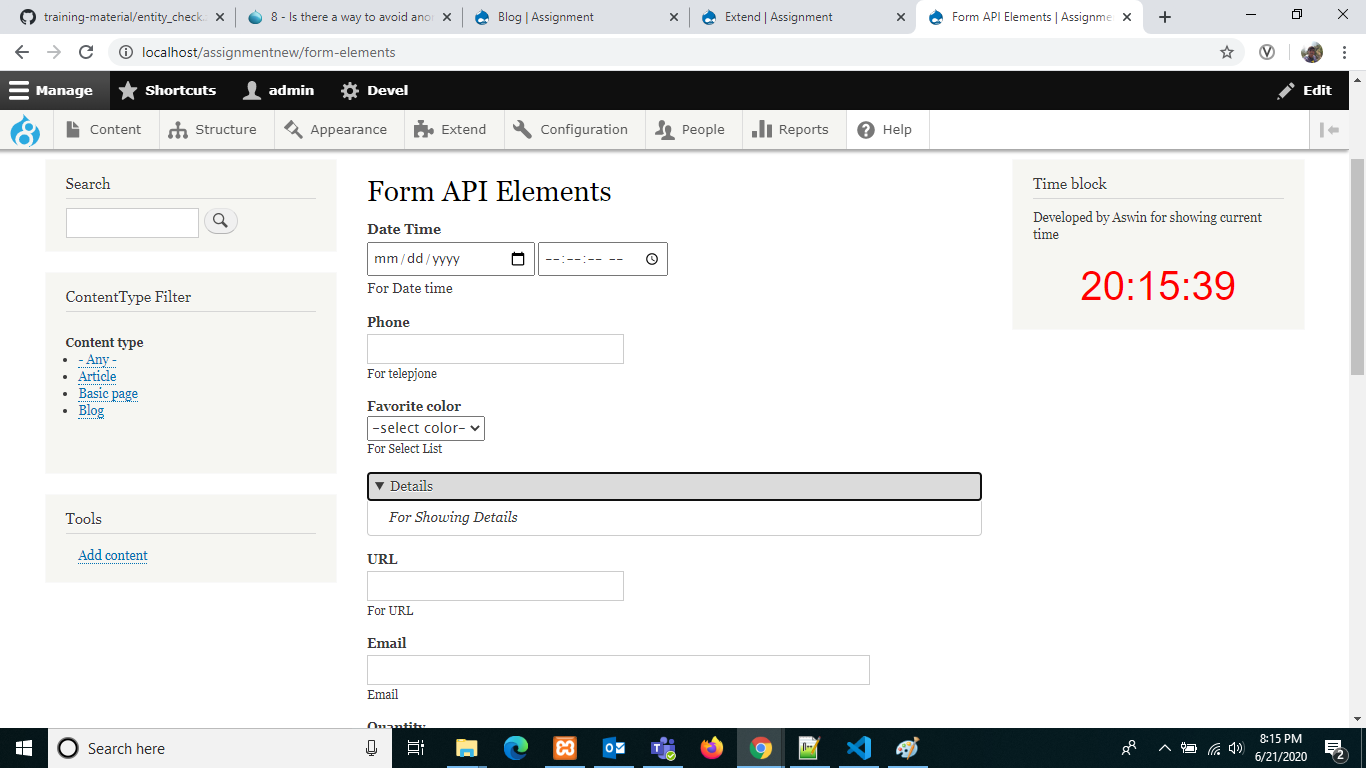 training-material/entity_check.
8 - Is there a way to avoid anon
Blog | Assignment
Extend | Assignment
Form API Elements | Assignme
localhost/assignmentnew/form-elements
Manage
Shortcuts
admin
Devel
Edit
Content
Structure
Appearance
Extend
Configuration
People
Reports
Help
Search
ContentType Filter
Content type
- Any -
Article
Basic page
Blog
Tools
Add content
Form API Elements
Date Time
mm/dd/yyyy
--:--:-- --
For Date time
Phone
For telepjone
Favorite color
-select color-
For Select List
Details
For Showing Details
URL
For URL
Email
Email
Quantity
Time block
Developed by Aswin for showing current
time
20:15:39
Search here
8:15 PM
6/21/2020
2